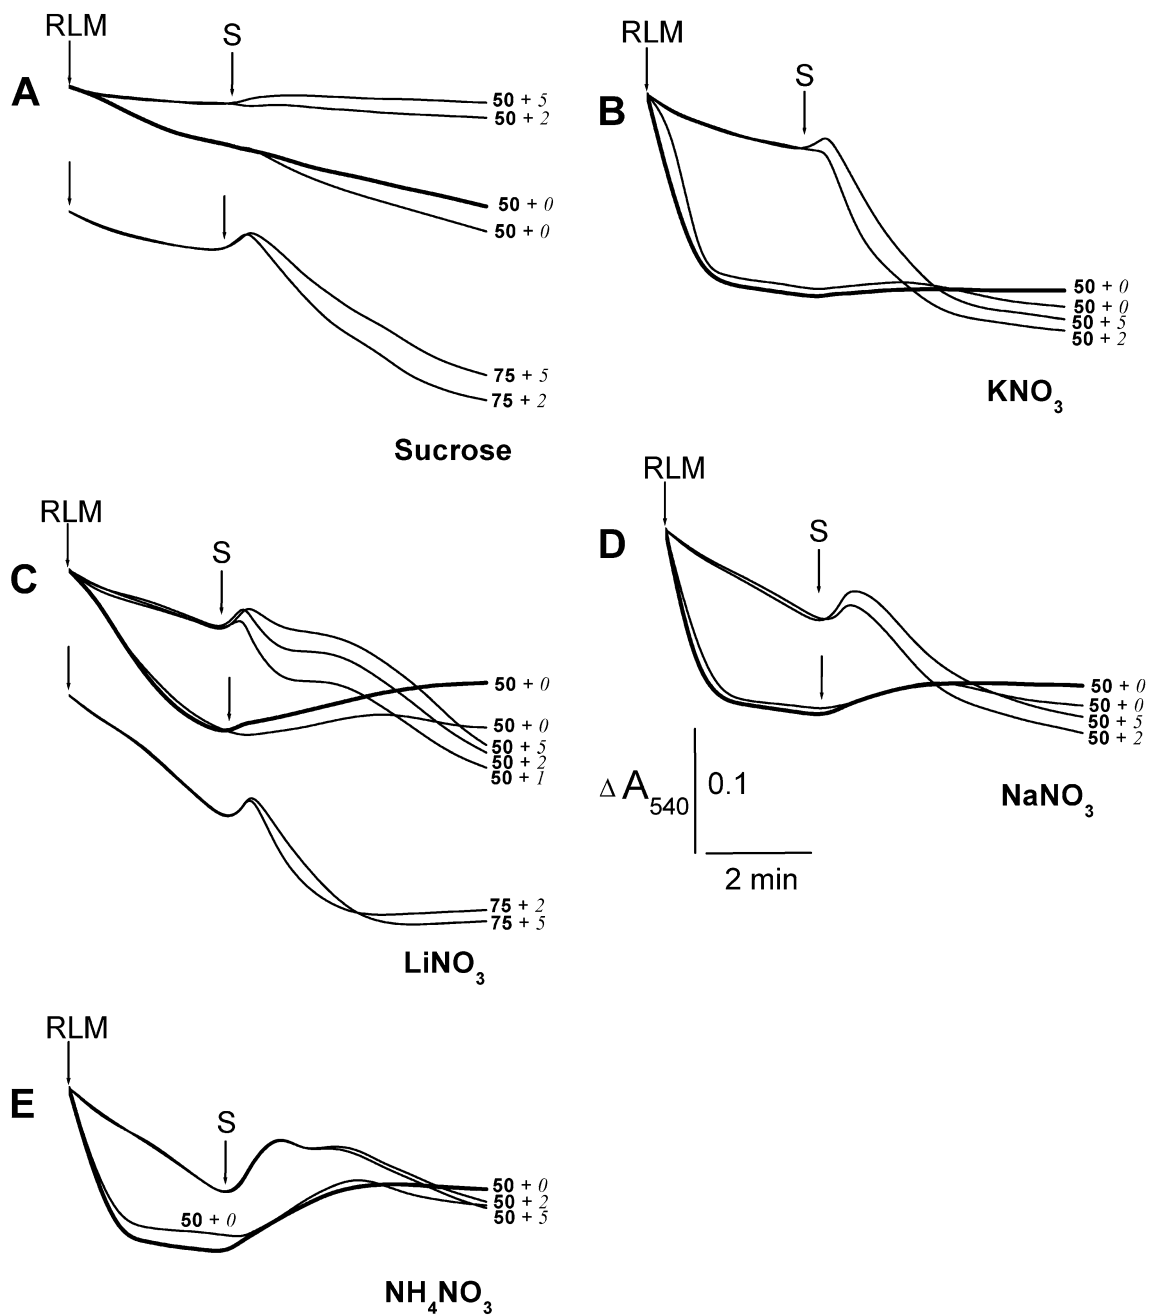 RLM
S
A
50 + 5
50 + 2
50 + 0
50 + 0
75 + 5
75 + 2
Sucrose
RLM
S
B
50 + 0
50 + 0
50 + 5
50 + 2
KNO3
RLM
S
C
50 + 0
50 + 0
50 + 5
50 + 2
50 + 1
75 + 2
75 + 5
LiNO3
RLM
S
D
50 + 0
50 + 0
50 + 5
50 + 2
Δ A540 0.1
2 min
NaNO3
RLM
S
E
50 + 0
50 + 0
50 + 2
50 + 5
NH4NO3